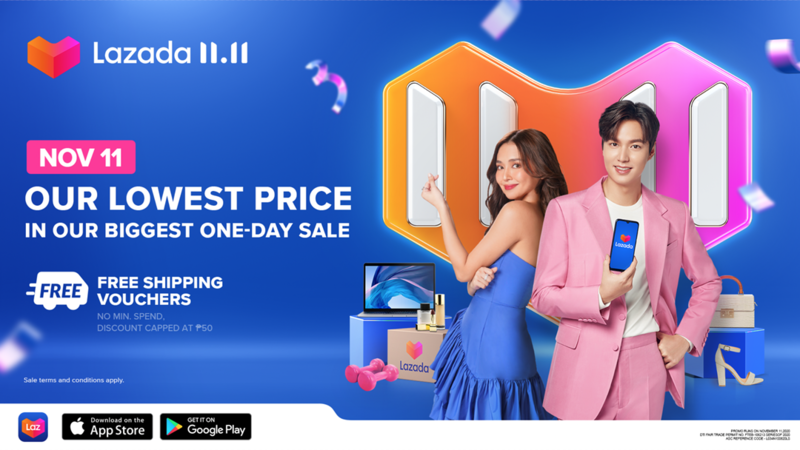 Lazada 11.11
NOV 11
OUR LOWEST PRICE
IN OUR BIGGEST ONE-DAY SALE
FREE
FREE SHIPPING
VOUCHERS
NO MIN. SPEND,
DISCOUNT CAPPED AT ₱50
Lazada
Lazada
Sale terms and conditions apply.
Laz
Download on the
App Store
GET IT ON
Google Play